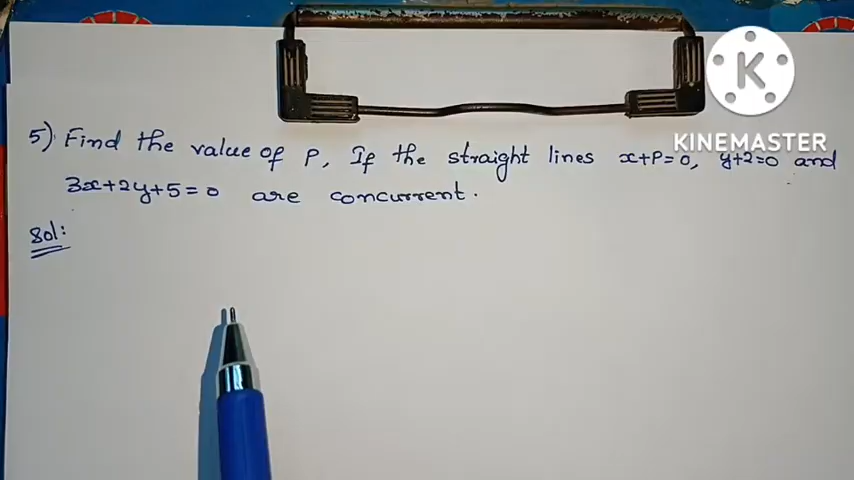 K
KINEMASTER
5) Find the value of P, If the straight lines x+P=0, y+2=0 and
3x+2y+5=0 are concurrent.
Sol: